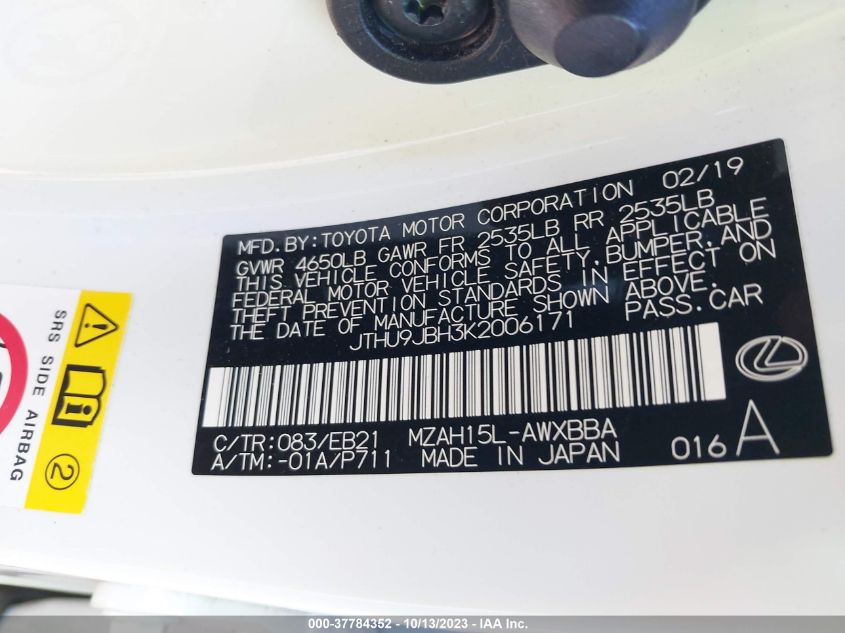 MFD. BY: TOYOTA MOTOR CORPORATION 02/19
GVWR 4650LB GAWR FR 2535LB RR 2535LB
THIS VEHICLE CONFORMS TO ALL APPLICABLE
FEDERAL MOTOR VEHICLE SAFETY, BUMPER, AND
THEFT PREVENTION STANDARDS IN EFFECT ON
THE DATE OF MANUFACTURE SHOWN ABOVE.
JTHU9JBH3K2006171 PASS. CAR
C/TR: 083/EB21 MZAH15L-AWXBBA
A/TM: -01A/P711 MADE IN JAPAN 016 A
SRS SIDE AIRBAG
2
000-37784352 - 10/13/2023 - IAA Inc.